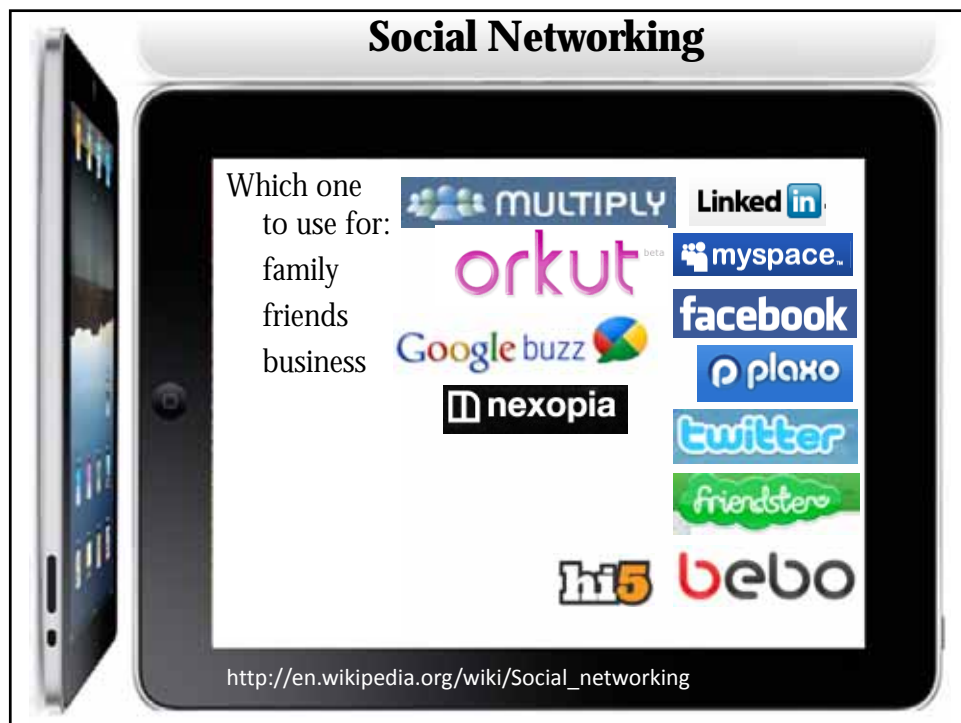 Social Networking
Which one
to use for:
family
friends
business
MULTIPLY
orkut beta
Google buzz
nexopia
Linked in
myspace
facebook
plaxo
twitter
friendster
hi5
bebo
http://en.wikipedia.org/wiki/Social_networking